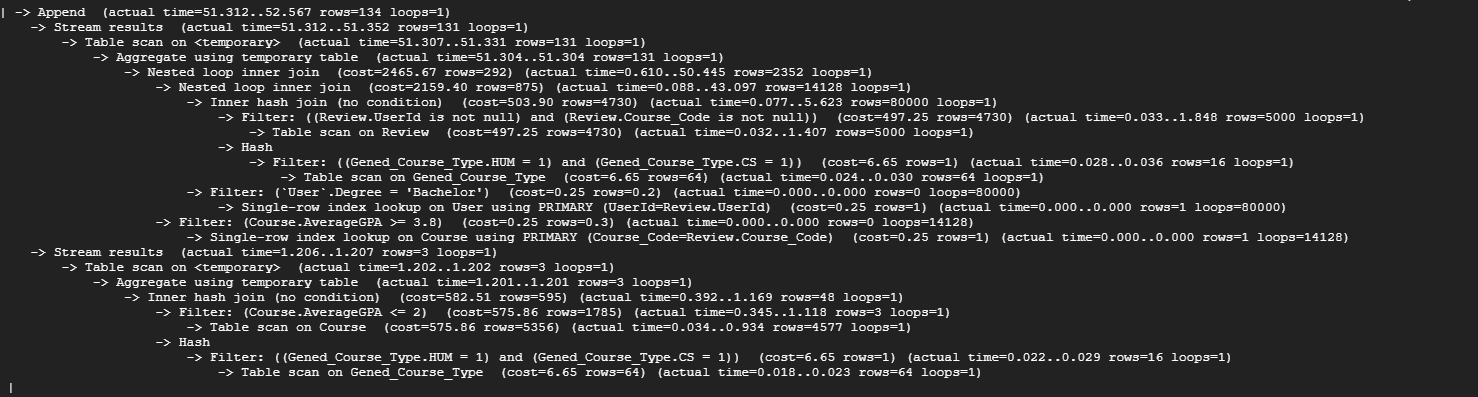 | -> Append  (actual time=51.312..52.567 rows=134 loops=1)
-> Stream results  (actual time=51.312..51.352 rows=131 loops=1)
-> Table scan on <temporary>  (actual time=51.307..51.331 rows=131 loops=1)
-> Aggregate using temporary table  (actual time=51.304..51.304 rows=131 loops=1)
-> Nested loop inner join  (cost=2465.67 rows=292) (actual time=0.610..50.445 rows=2352 loops=1)
-> Nested loop inner join  (cost=2159.40 rows=875) (actual time=0.088..43.097 rows=14128 loops=1)
-> Inner hash join (no condition)  (cost=503.90 rows=4730) (actual time=0.077..5.623 rows=80000 loops=1)
-> Filter: ((Review.UserId is not null) and (Review.Course_Code is not null))  (cost=497.25 rows=4730) (actual time=0.033..1.848 rows=5000 loops=1)
-> Table scan on Review  (cost=497.25 rows=4730) (actual time=0.032..1.407 rows=5000 loops=1)
-> Hash
-> Filter: ((Gened_Course_Type.HUM = 1) and (Gened_Course_Type.CS = 1))  (cost=6.65 rows=1) (actual time=0.028..0.036 rows=16 loops=1)
-> Table scan on Gened_Course_Type  (cost=6.65 rows=64) (actual time=0.024..0.030 rows=64 loops=1)
-> Filter: (`User`.Degree = 'Bachelor')  (cost=0.25 rows=0.2) (actual time=0.000..0.000 rows=0 loops=80000)
-> Single-row index lookup on User using PRIMARY (UserId=Review.UserId)  (cost=0.25 rows=1) (actual time=0.000..0.000 rows=1 loops=80000)
-> Filter: (Course.AverageGPA >= 3.8)  (cost=0.25 rows=0.3) (actual time=0.000..0.000 rows=0 loops=14128)
-> Single-row index lookup on Course using PRIMARY (Course_Code=Review.Course_Code)  (cost=0.25 rows=1) (actual time=0.000..0.000 rows=1 loops=14128)
-> Stream results  (actual time=1.206..1.207 rows=3 loops=1)
-> Table scan on <temporary>  (actual time=1.202..1.202 rows=3 loops=1)
-> Aggregate using temporary table  (actual time=1.201..1.201 rows=3 loops=1)
-> Inner hash join (no condition)  (cost=582.51 rows=595) (actual time=0.392..1.169 rows=48 loops=1)
-> Filter: (Course.AverageGPA <= 2)  (cost=575.86 rows=1785) (actual time=0.345..1.118 rows=3 loops=1)
-> Table scan on Course  (cost=575.86 rows=5356) (actual time=0.034..0.934 rows=4577 loops=1)
-> Hash
-> Filter: ((Gened_Course_Type.HUM = 1) and (Gened_Course_Type.CS = 1))  (cost=6.65 rows=1) (actual time=0.022..0.029 rows=16 loops=1)
-> Table scan on Gened_Course_Type  (cost=6.65 rows=64) (actual time=0.018..0.023 rows=64 loops=1)
|